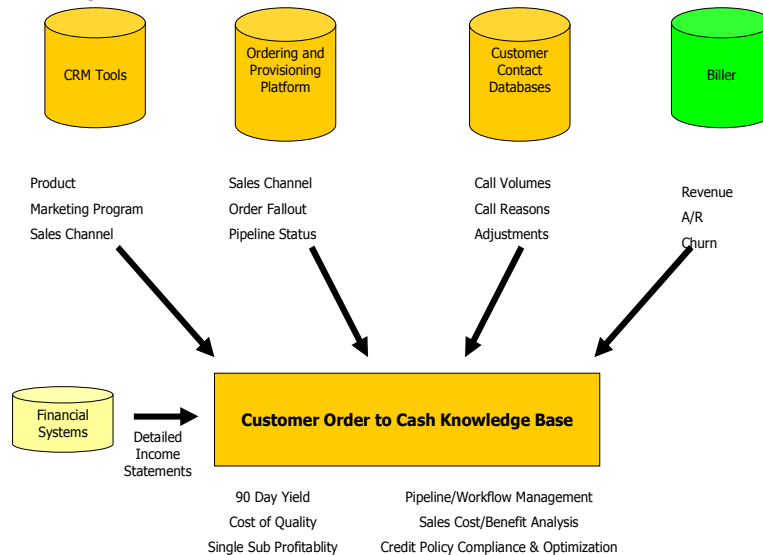 CRM Tools
Ordering and
Provisioning
Platform
Customer
Contact
Databases
Biller
Product
Marketing Program
Sales Channel
Sales Channel
Order Fallout
Pipeline Status
Call Volumes
Call Reasons
Adjustments
Revenue
A/R
Churn
Financial
Systems
Detailed
Income
Statements
Customer Order to Cash Knowledge Base
90 Day Yield
Cost of Quality
Single Sub Profitablity
Pipeline/Workflow Management
Sales Cost/Benefit Analysis
Credit Policy Compliance & Optimization